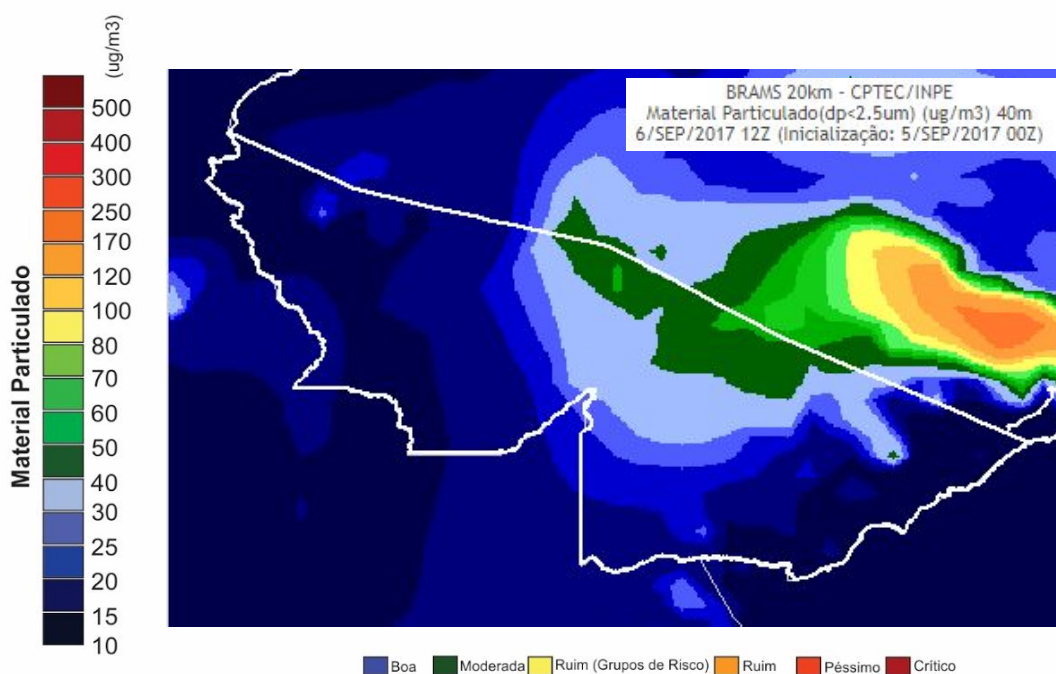 (ug/m3)
BRAMS 20km - CPTEC/INPE
Material Particulado(dp<2.5um) (ug/m3) 40m
6/SEP/2017 12Z (Inicialização: 5/SEP/2017 00Z)
Material Particulado
500
400
300
250
170
120
100
80
70
60
50
40
30
25
20
15
10
Boa Moderada Ruim (Grupos de Risco) Ruim Péssimo Crítico